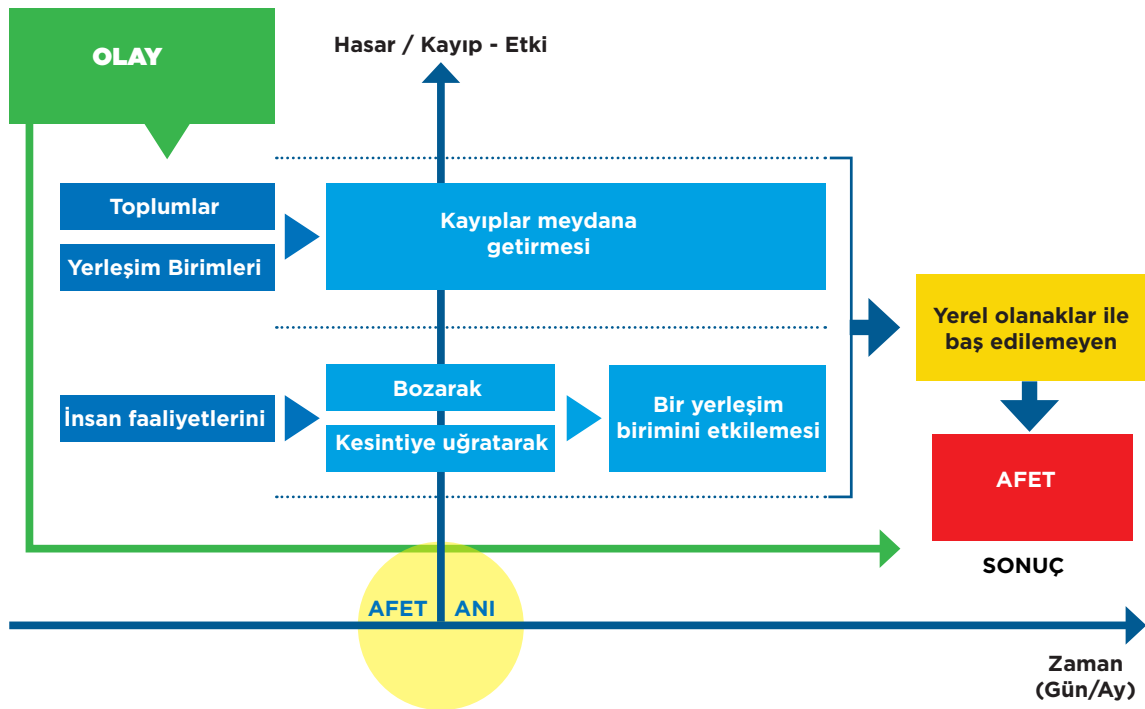 OLAY
Hasar / Kayıp - Etki
Toplumlar
Yerleşim Birimleri
Kayıplar meydana
getirmesi
İnsan faaliyetlerini
Bozarak
Kesintiye uğratarak
Bir yerleşim
birimini etkilemesi
Yerel olanaklar ile
baş edilemeyen
AFET
SONUÇ
AFET ANI
Zaman
(Gün/Ay)